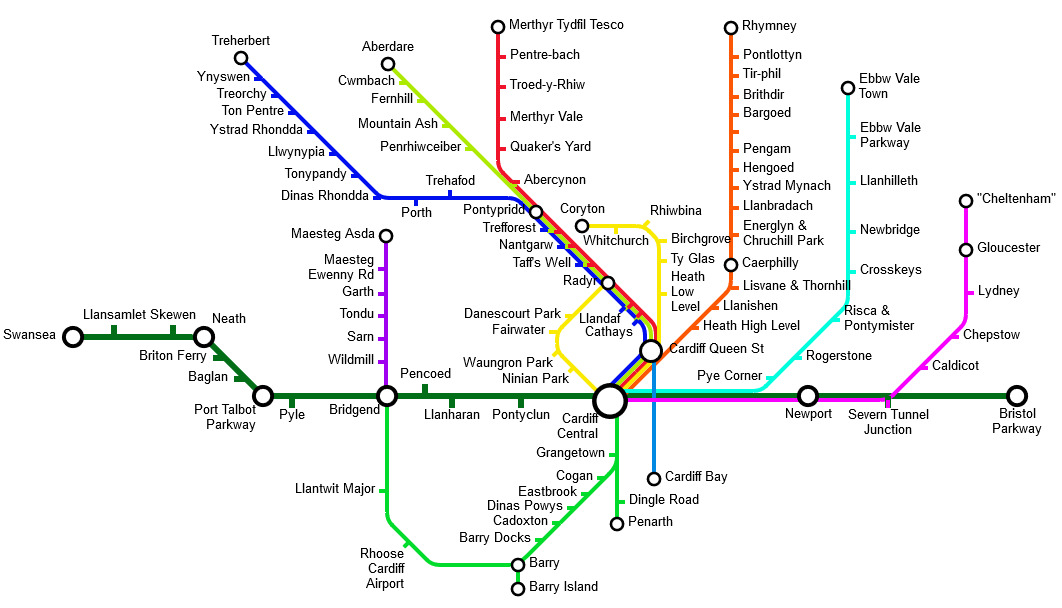 Merthyr Tydfil Tesco
Rhymney
Treherbert
Aberdare
Pentre-bach
Pontlottyn
Ynyswen
Cwmbach
Troed-y-Rhiw
Tir-phil
Ebbw Vale
Town
Treorchy
Fernhill
Brithdir
Ton Pentre
Merthyr Vale
Bargoed
Ystrad Rhondda
Mountain Ash
Ebbw Vale
Parkway
Llwynypia
Penrhiwceiber
Quaker's Yard
Pengam
Tonypandy
Abercynon
Hengoed
Llanhilleth
Dinas Rhondda
Trehafod
Ystrad Mynach
"Cheltenham"
Porth
Pontypridd
Coryton
Rhiwbina
Llanbradach
Trefforest
Whitchurch
Birchgrove
Energlyn &
Chruchill Park
Newbridge
Maesteg Asda
Nantgarw
Ty Glas
Gloucester
Maesteg
Ewenny Rd
Taff's Well
Heath
Low
Level
Caerphilly
Crosskeys
Garth
Radyr
Lisvane & Thornhill
Lydney
Tondu
Danescourt Park
Llandaf
Llanishen
Risca &
Pontymister
Llansamlet
Skewen
Neath
Sarn
Fairwater
Cathays
Heath High Level
Chepstow
Swansea
Briton Ferry
Wildmill
Waungron Park
Cardiff Queen St
Rogerstone
Caldicot
Baglan
Pencoed
Ninian Park
Pye Corner
Port Talbot
Parkway
Pyle
Bridgend
Llanharan
Pontyclun
Cardiff
Central
Newport
Severn Tunnel
Junction
Bristol
Parkway
Grangetown
Cogan
Cardiff Bay
Llantwit Major
Eastbrook
Dingle Road
Dinas Powys
Cadoxton
Penarth
Barry Docks
Rhoose
Cardiff
Airport
Barry
Barry Island